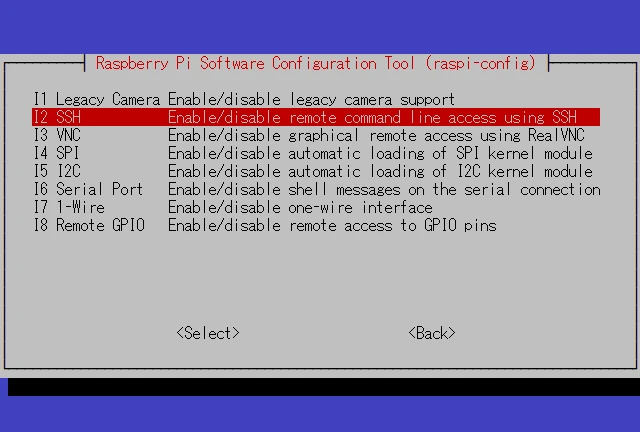 Raspberry Pi Software Configuration Tool (raspi-config)
I1 Legacy Camera Enable/disable legacy camera support
I2 SSH Enable/disable remote command line access using SSH
I3 VNC Enable/disable graphical remote access using RealVNC
I4 SPI Enable/disable automatic loading of SPI kernel module
I5 I2C Enable/disable automatic loading of I2C kernel module
I6 Serial Port Enable/disable shell messages on the serial connection
I7 1-Wire Enable/disable one-wire interface
I8 Remote GPIO Enable/disable remote access to GPIO pins
<Select> <Back>